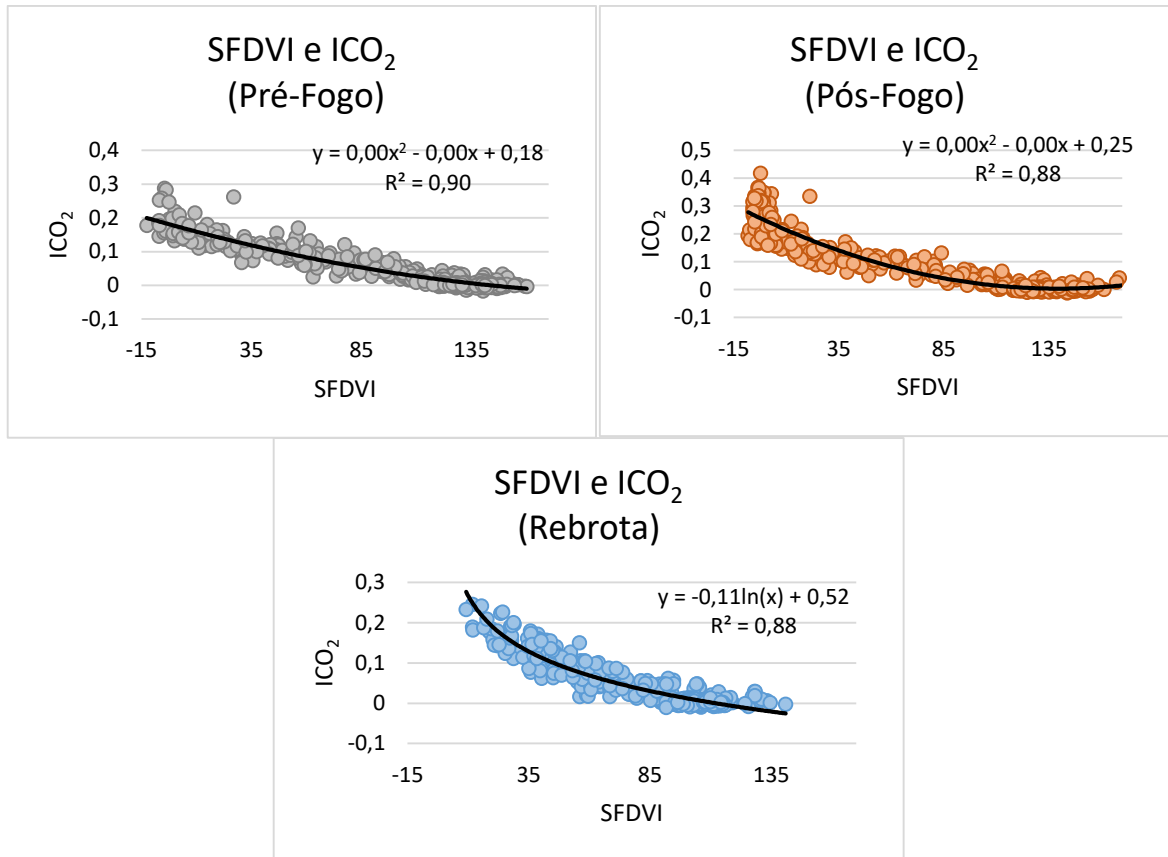 SFDVI e ICO₂
(Pré-Fogo)
y = 0,00x² - 0,00x + 0,18
R² = 0,90
0,4
0,3
0,2
0,1
0
-0,1
ICO₂
-15 35 85 135
SFDVI
SFDVI e ICO₂
(Pós-Fogo)
y = 0,00x² - 0,00x + 0,25
R² = 0,88
0,5
0,4
0,3
0,2
0,1
0
-0,1
ICO₂
-15 35 85 135
SFDVI
SFDVI e ICO₂
(Rebrota)
y = -0,11ln(x) + 0,52
R² = 0,88
0,3
0,2
0,1
0
-0,1
ICO₂
-15 35 85 135
SFDVI